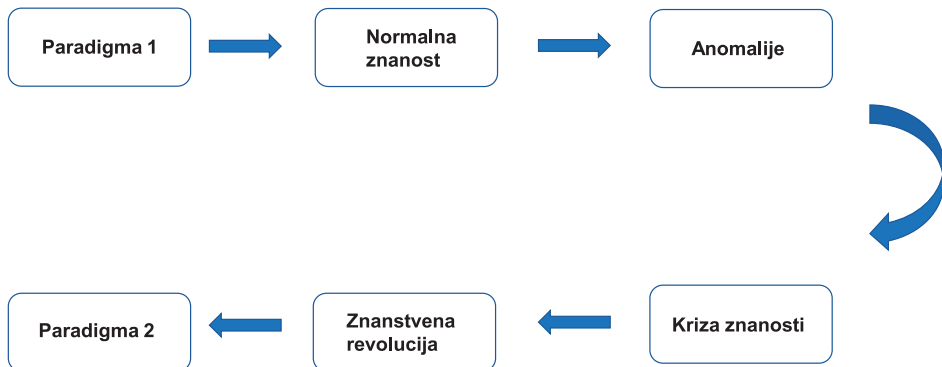 Paradigma 1
Normalna
znanost
Anomalije
Paradigma 2
Znanstvena
revolucija
Kriza znanosti